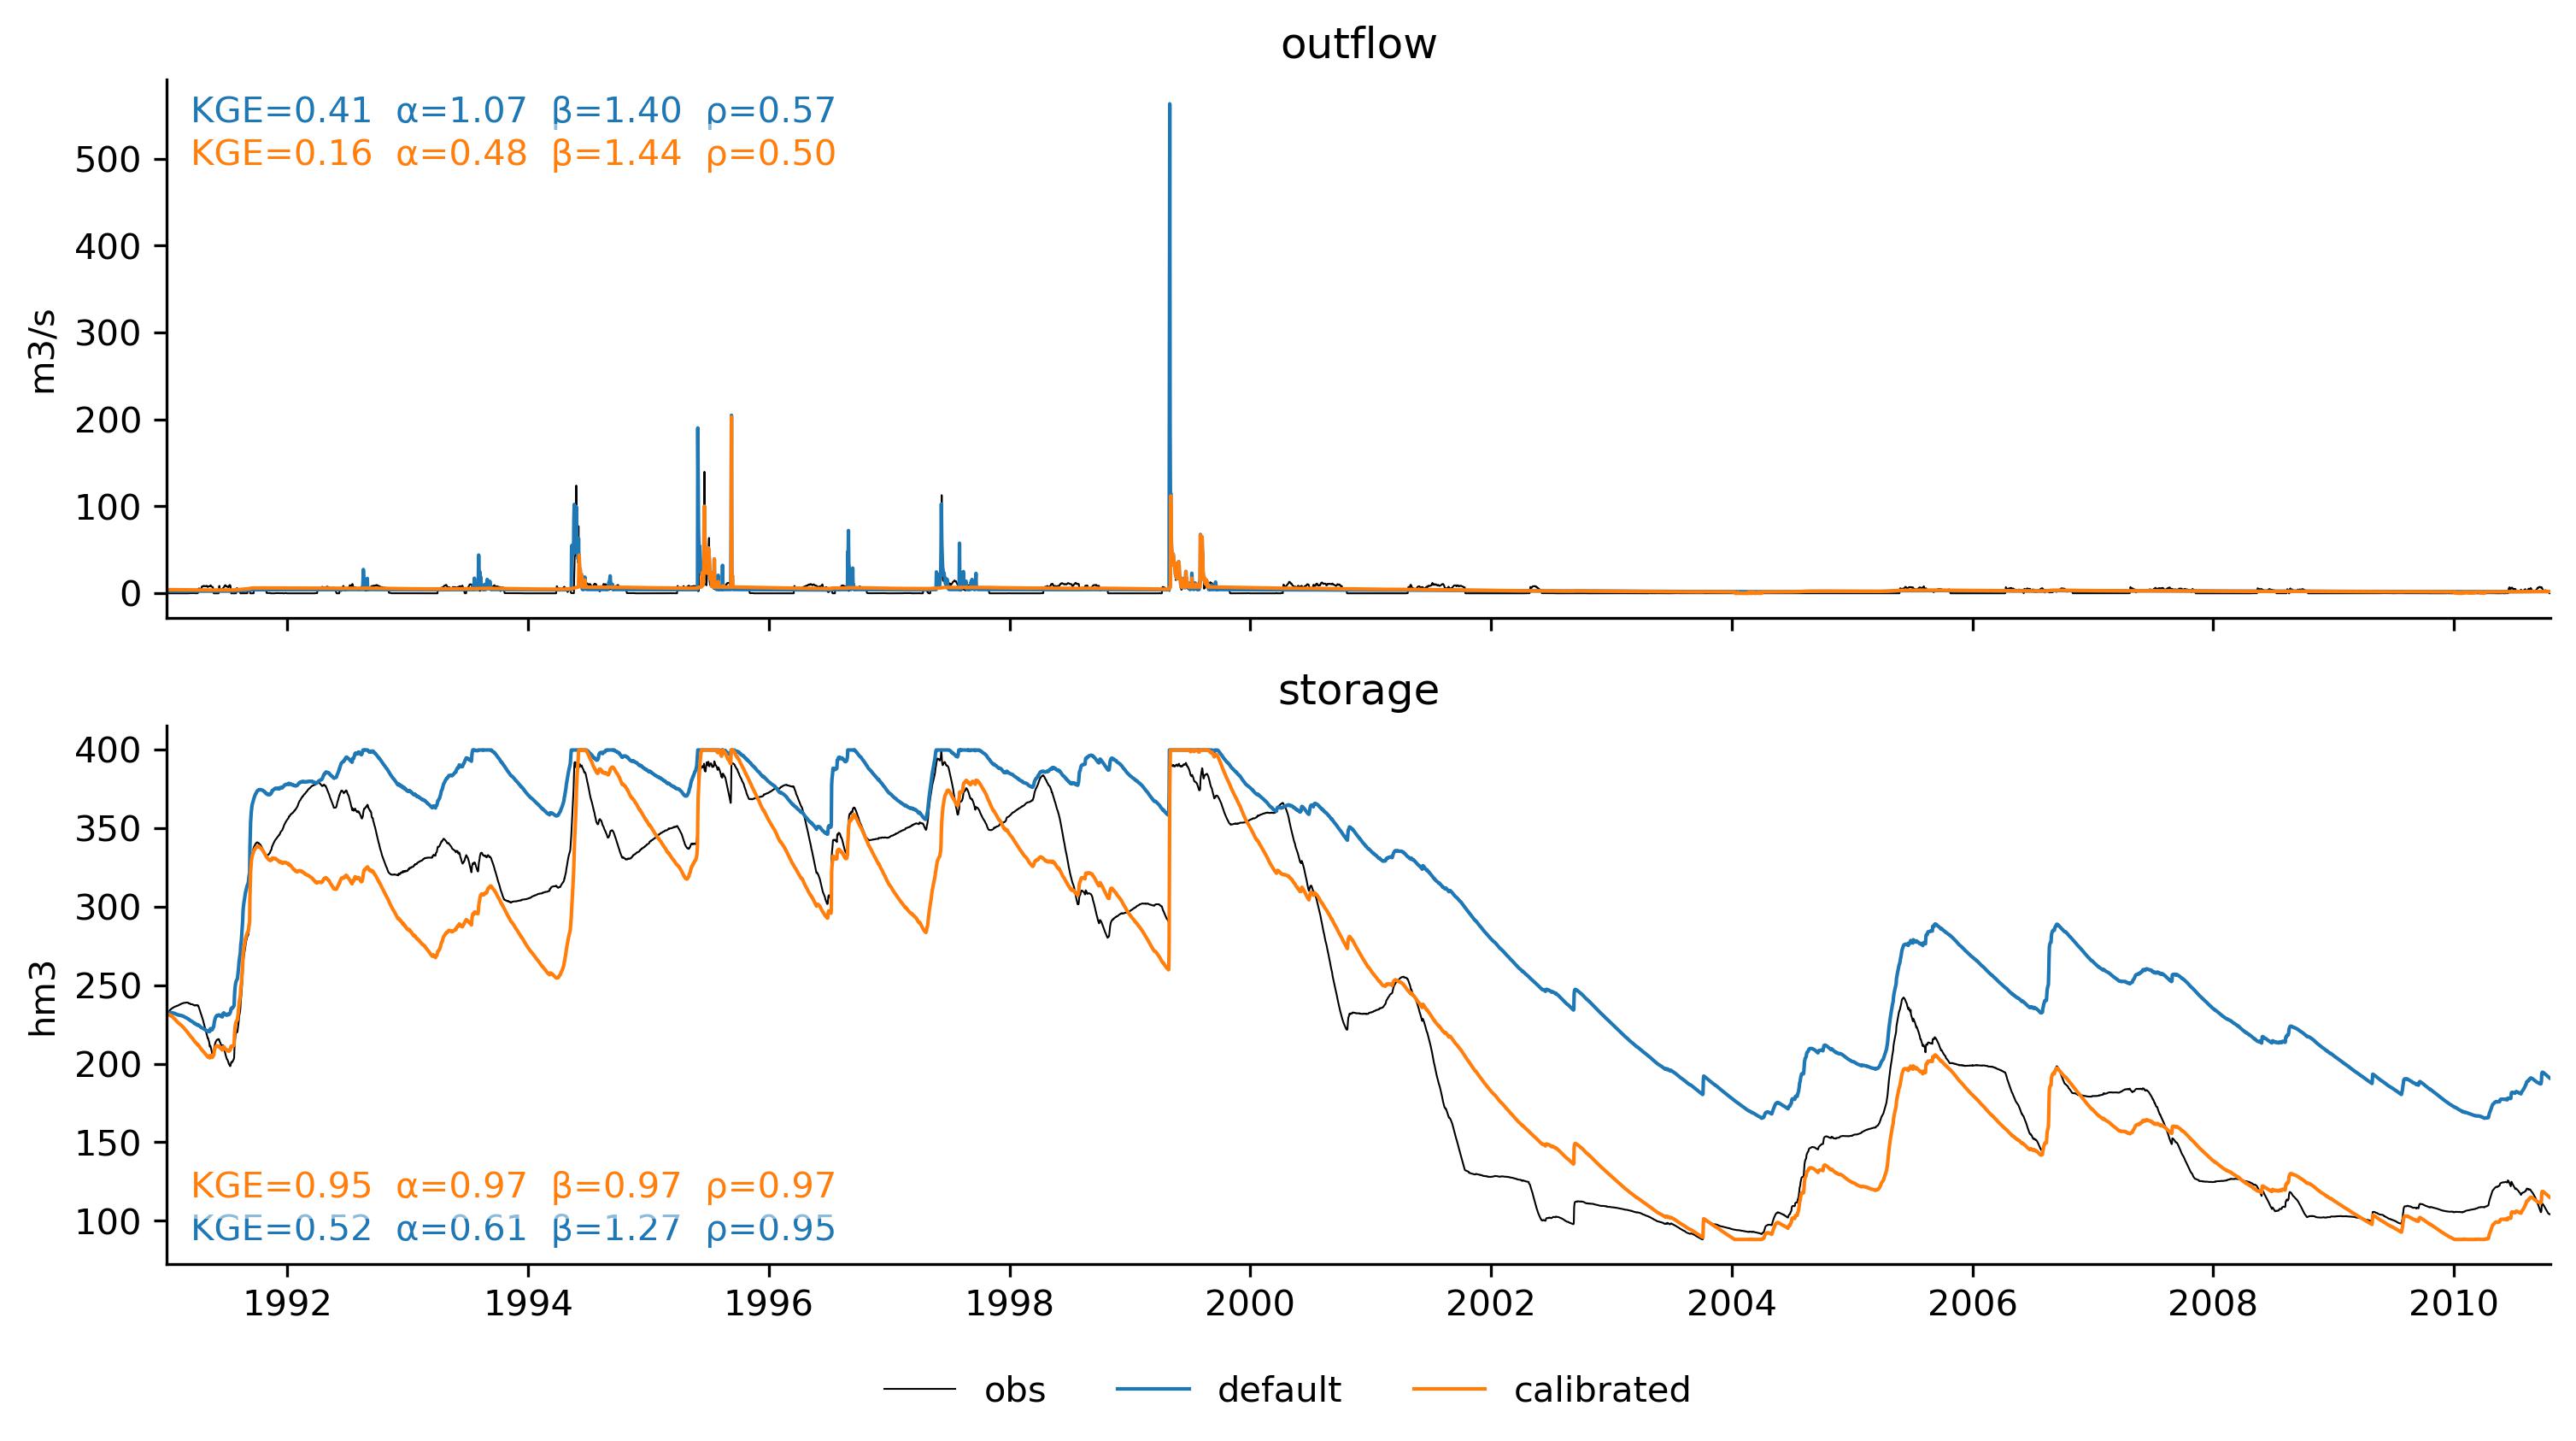 outflow
KGE=0.41 α=1.07 β=1.40 ρ=0.57
KGE=0.16 α=0.48 β=1.44 ρ=0.50
500
400
300
200
100
0
m3/s
storage
400
350
300
250
200
150
100
hm3
KGE=0.95 α=0.97 β=0.97 ρ=0.97
KGE=0.52 α=0.61 β=1.27 ρ=0.95
1992 1994 1996 1998 2000 2002 2004 2006 2008 2010
obs default calibrated